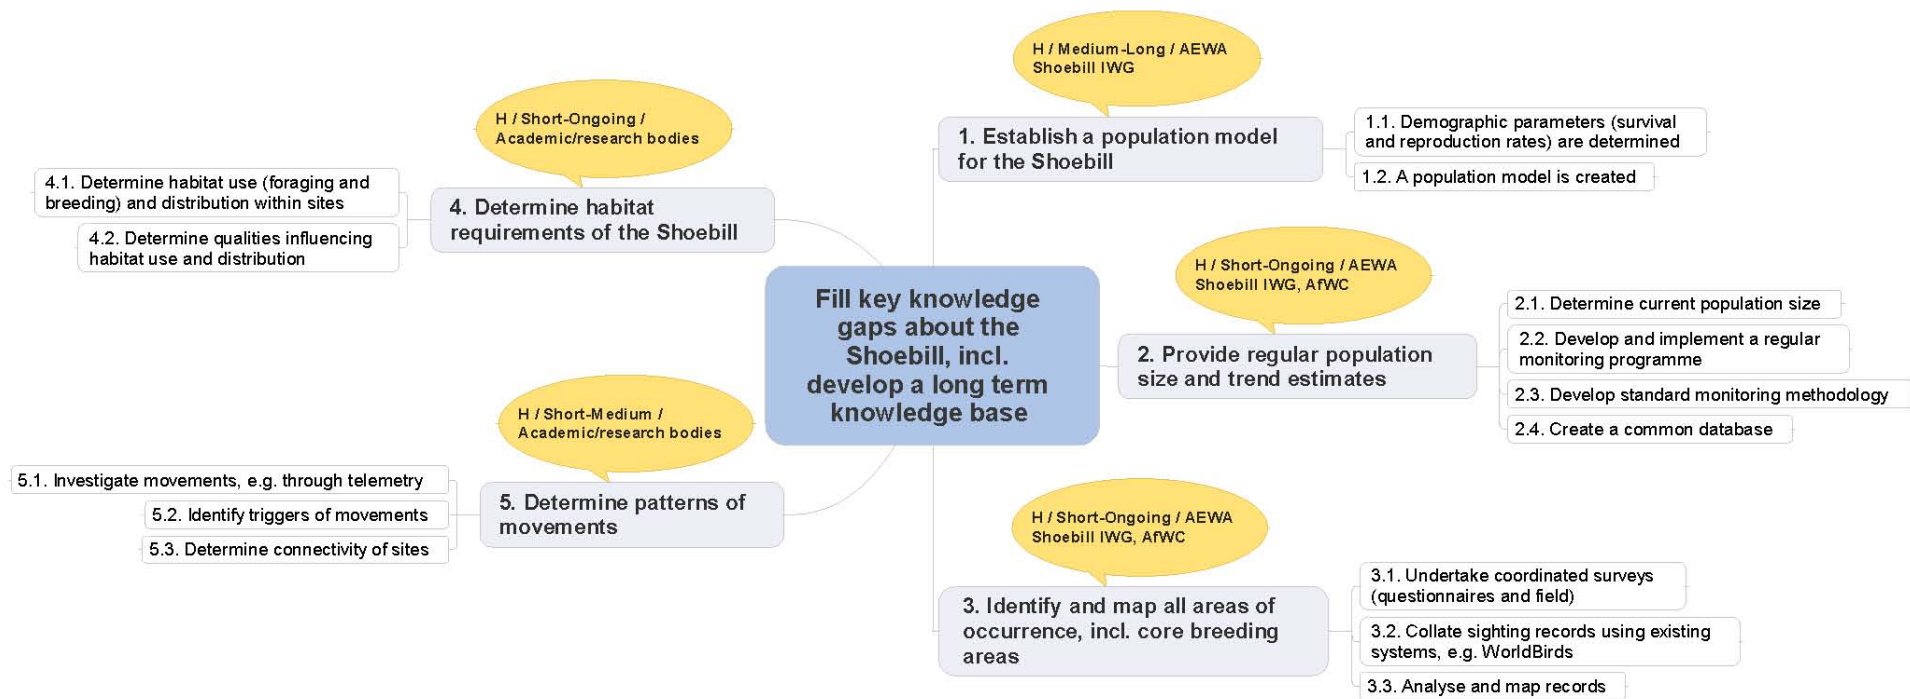 Fill key knowledge
gaps about the
Shoebill, incl.
develop a long term
knowledge base
H / Medium-Long / AEWA
Shoebill IWG
1. Establish a population model
for the Shoebill
1.1. Demographic parameters (survival
and reproduction rates) are determined
1.2. A population model is created
H / Short-Ongoing / AEWA
Shoebill IWG, AfWC
2. Provide regular population
size and trend estimates
2.1. Determine current population size
2.2. Develop and implement a regular
monitoring programme
2.3. Develop standard monitoring methodology
2.4. Create a common database
H / Short-Ongoing / AEWA
Shoebill IWG, AfWC
3. Identify and map all areas of
occurrence, incl. core breeding
areas
3.1. Undertake coordinated surveys
(questionnaires and field)
3.2. Collate sighting records using existing
systems, e.g. WorldBirds
3.3. Analyse and map records
H / Short-Ongoing /
Academic/research bodies
4. Determine habitat
requirements of the Shoebill
4.1. Determine habitat use (foraging and
breeding) and distribution within sites
4.2. Determine qualities influencing
habitat use and distribution
H / Short-Medium /
Academic/research bodies
5. Determine patterns of
movements
5.1. Investigate movements, e.g. through telemetry
5.2. Identify triggers of movements
5.3. Determine connectivity of sites